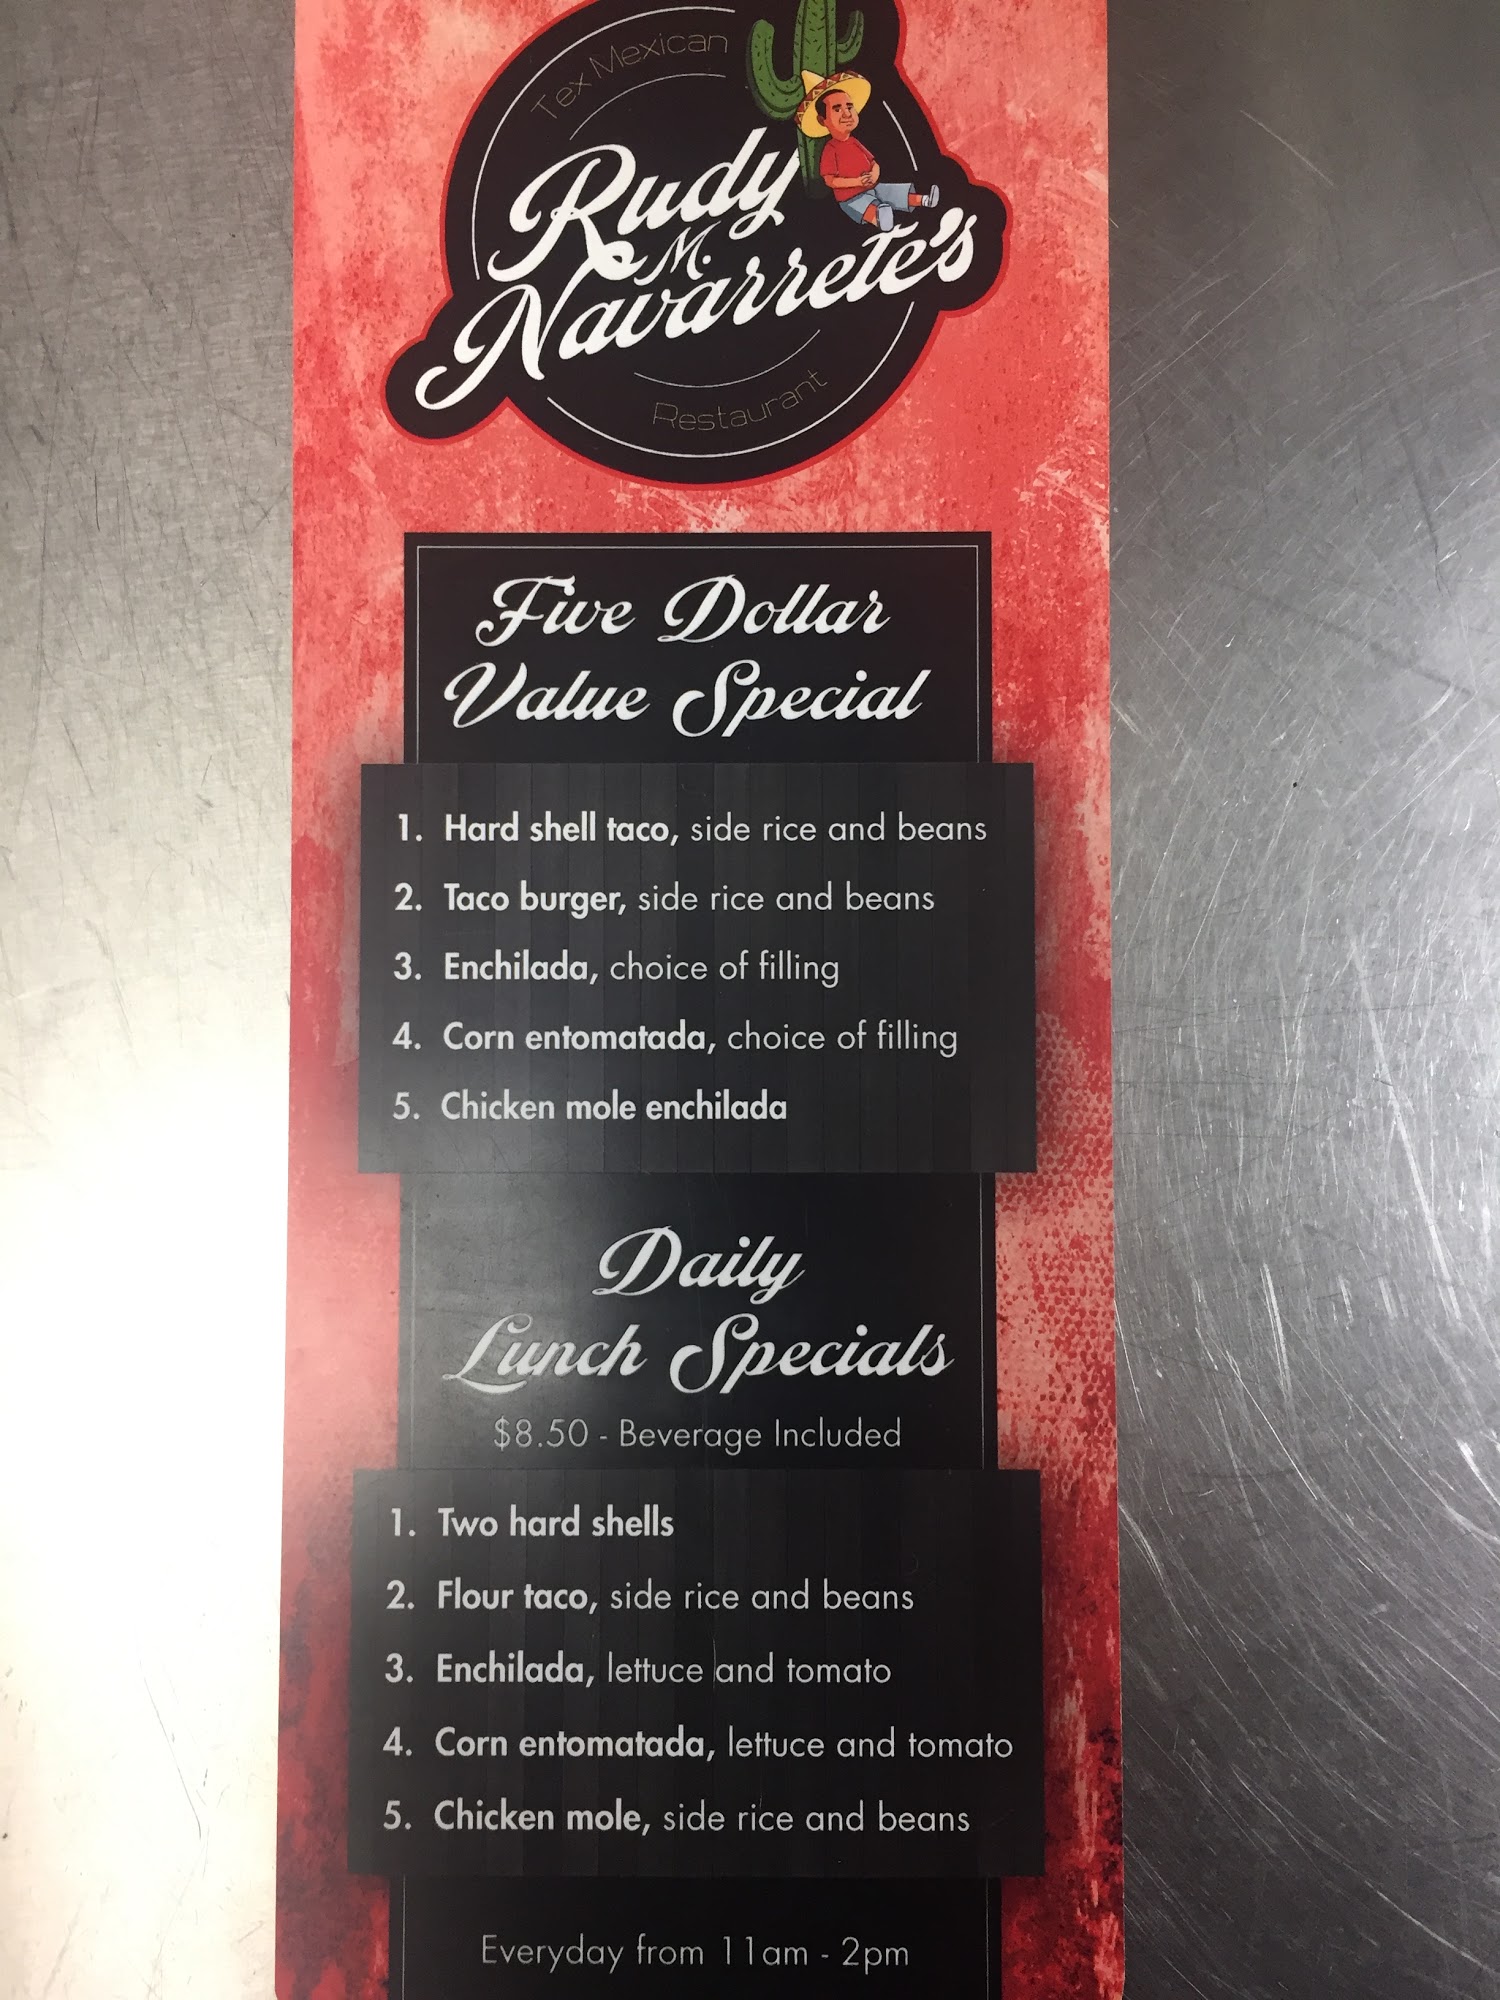 Tex Mexican
Rudy
M.
Navarrete's
Restaurant
Five Dollar
Value Special
1. Hard shell taco, side rice and beans
2. Taco burger, side rice and beans
3. Enchilada, choice of filling
4. Corn entomatada, choice of filling
5. Chicken mole enchilada
Daily
Lunch Specials
$8.50 - Beverage Included
1. Two hard shells
2. Flour taco, side rice and beans
3. Enchilada, lettuce and tomato
4. Corn entomatada, lettuce and tomato
5. Chicken mole, side rice and beans
Everyday from 11am - 2pm